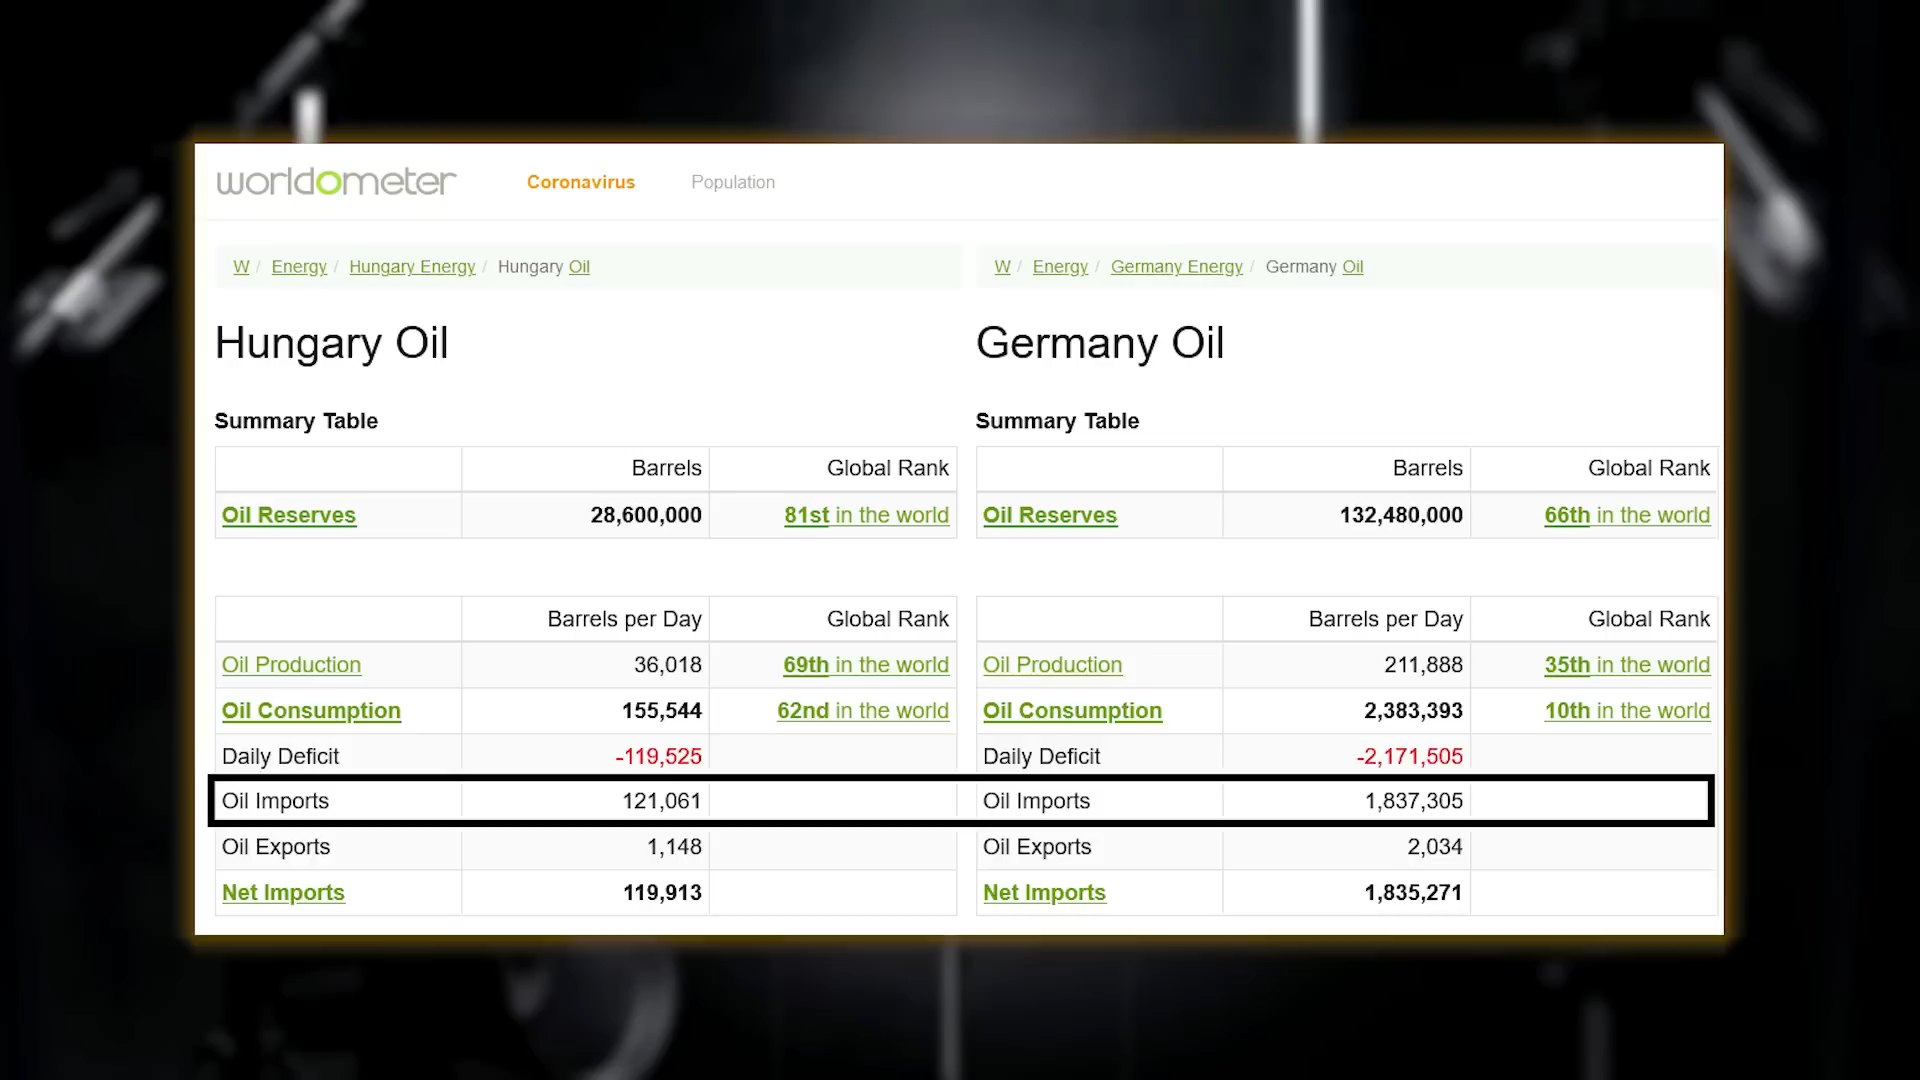 worldometer Coronavirus Population
W / Energy / Hungary Energy / Hungary Oil
Hungary Oil
Summary Table
Barrels Global Rank
Oil Reserves 28,600,000 81st in the world
Barrels per Day Global Rank
Oil Production 36,018 69th in the world
Oil Consumption 155,544 62nd in the world
Daily Deficit -119,525
Oil Imports 121,061
Oil Exports 1,148
Net Imports 119,913
W / Energy / Germany Energy / Germany Oil
Germany Oil
Summary Table
Barrels Global Rank
Oil Reserves 132,480,000 66th in the world
Barrels per Day Global Rank
Oil Production 211,888 35th in the world
Oil Consumption 2,383,393 10th in the world
Daily Deficit -2,171,505
Oil Imports 1,837,305
Oil Exports 2,034
Net Imports 1,835,271